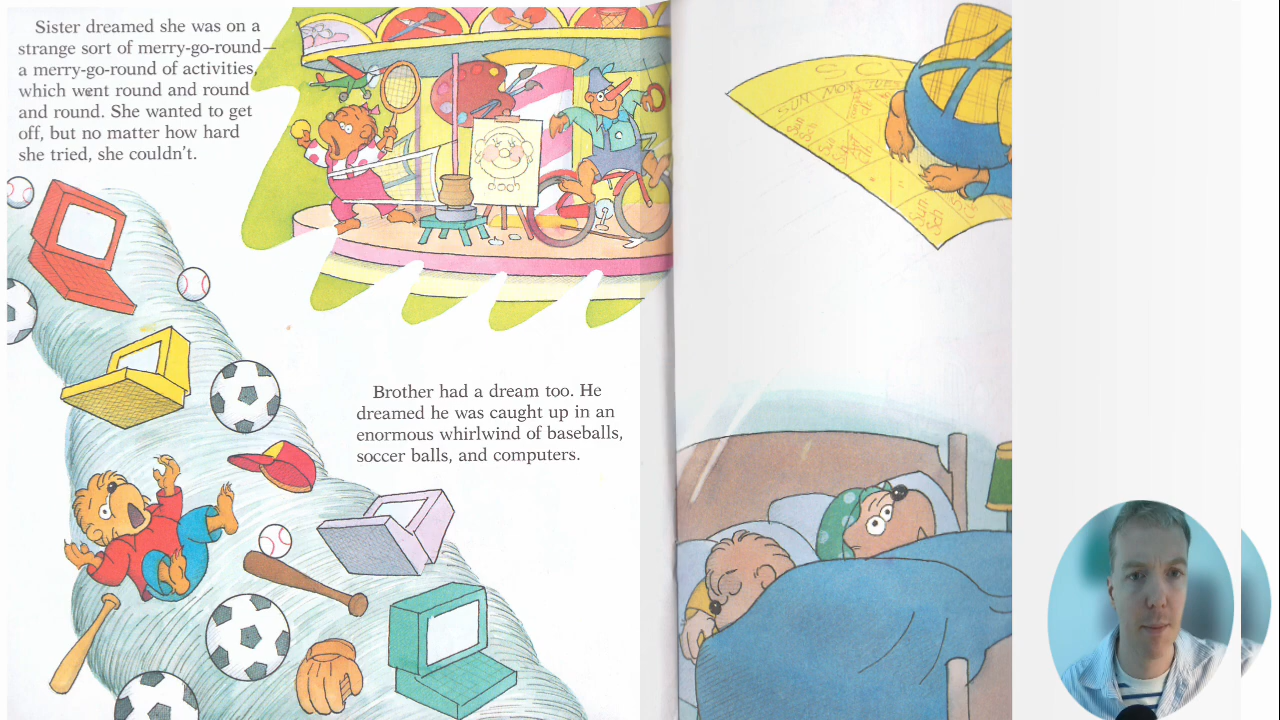 Sister dreamed she was on a
strange sort of merry-go-round—
a merry-go-round of activities,
which went round and round
and round. She wanted to get
off, but no matter how hard
she tried, she couldn't.
Brother had a dream too. He
dreamed he was caught up in an
enormous whirlwind of baseballs,
soccer balls, and computers.
SUN MON